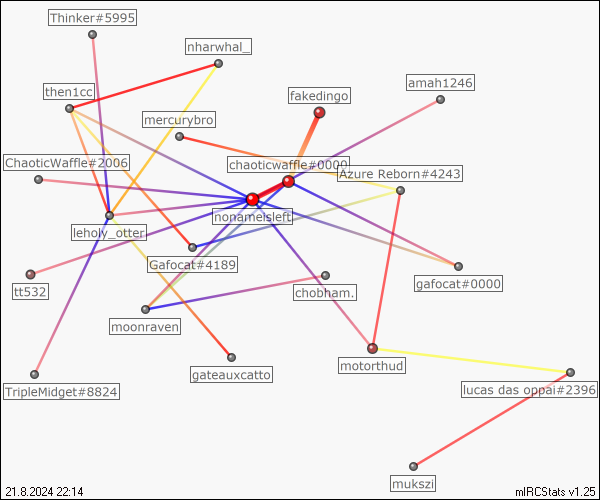 Thinker#5995
nharwhal_
then1cc
amah1246
fakedingo
mercurybro
ChaoticWaffle#2006
chaoticwaffle#0000
Azure Reborn#4243
nonameisleft
leholy_otter
Gafocat#4189
tt532
chobham.
gafocat#0000
moonraven
motorthud
gateauxcatto
TripleMidget#8824
lucas das oppai#2396
mukszi
21.8.2024 22:14
mIRCStats v1.25